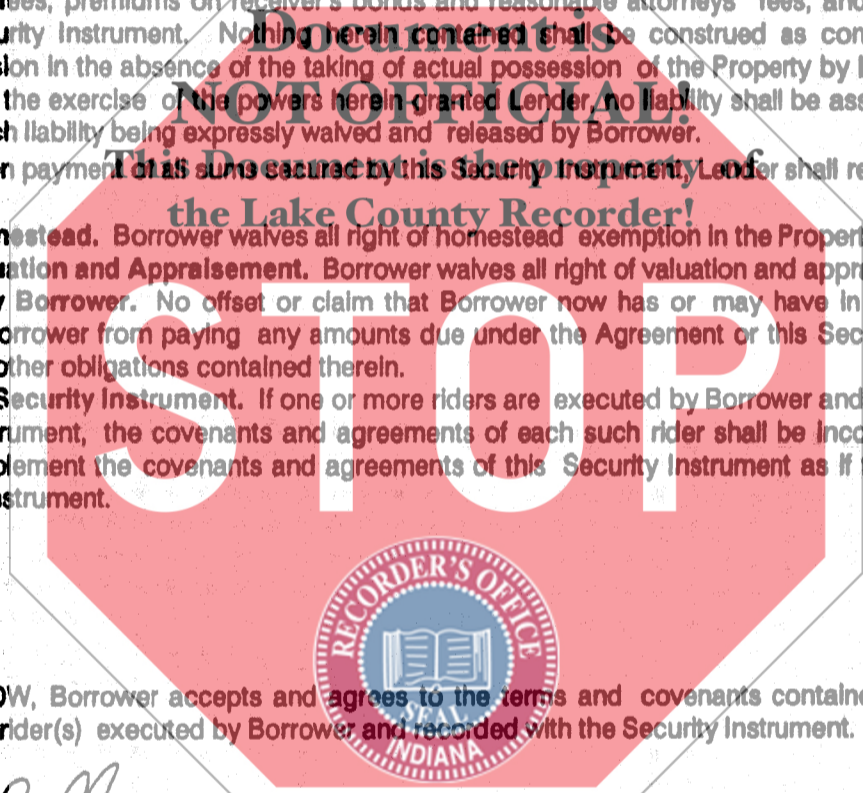 ees, premiums on receiver's bonds and reasonable attorneys' fees, and
Document is
urity Instrument. Nothing herein contained shall be construed as con
ion in the absence of the taking of actual possession of the Property by L
NOT OFFICIAL!
the exercise of the powers herein granted Lender, no liability shall be ass
h liability being expressly waived and released by Borrower.
This Document is the property of
n payment of all sums secured by this Security Instrument, Lender shall re
the Lake County Recorder!
nestead. Borrower waives all right of homestead exemption in the Propert
ation and Appraisement. Borrower waives all right of valuation and appr
y Borrower. No offset or claim that Borrower now has or may have in
orrower from paying any amounts due under the Agreement or this Sec
other obligations contained therein.
Security Instrument. If one or more riders are executed by Borrower and
rument, the covenants and agreements of each such rider shall be inco
plement the covenants and agreements of this Security Instrument as if
strument.
STOP
RECORDER'S OFFICE
SEAL
INDIANA
OW, Borrower accepts and agrees to the terms and covenants contain
rider(s) executed by Borrower and recorded with the Security Instrument.